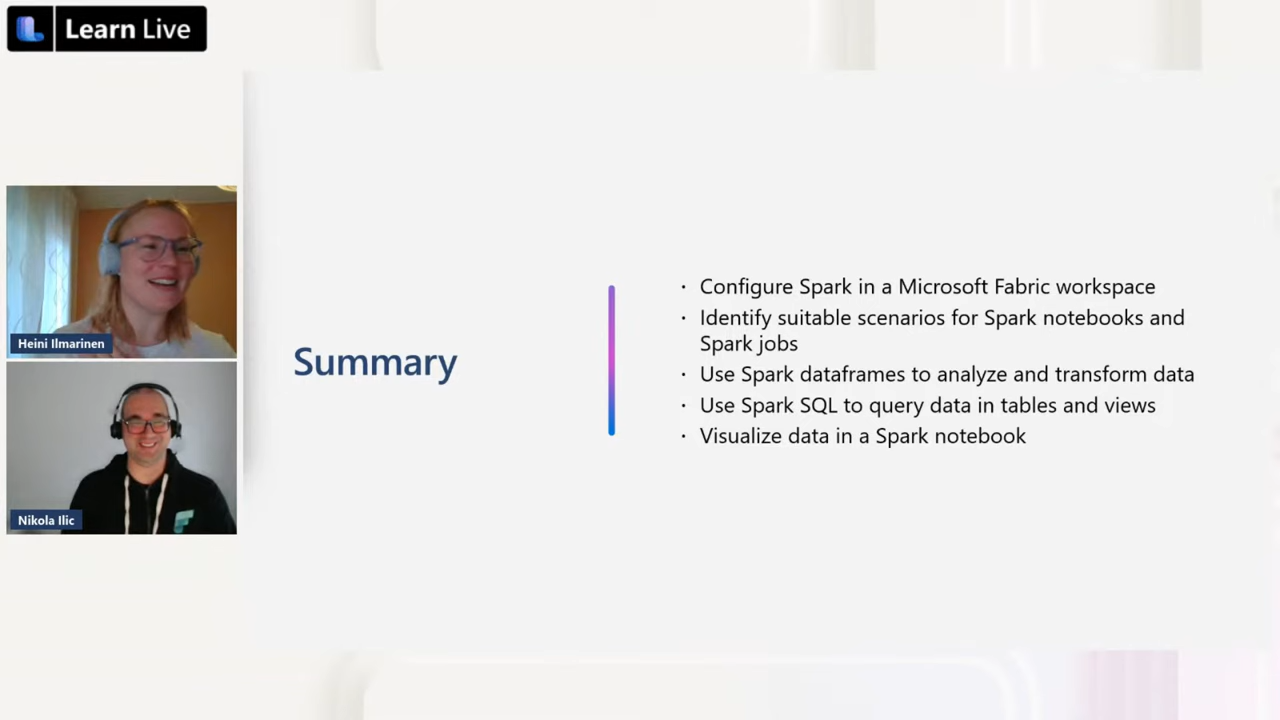 Learn Live
Heini Ilmarinen
Nikola Ilic
Summary
· Configure Spark in a Microsoft Fabric workspace
· Identify suitable scenarios for Spark notebooks and
Spark jobs
· Use Spark dataframes to analyze and transform data
· Use Spark SQL to query data in tables and views
· Visualize data in a Spark notebook